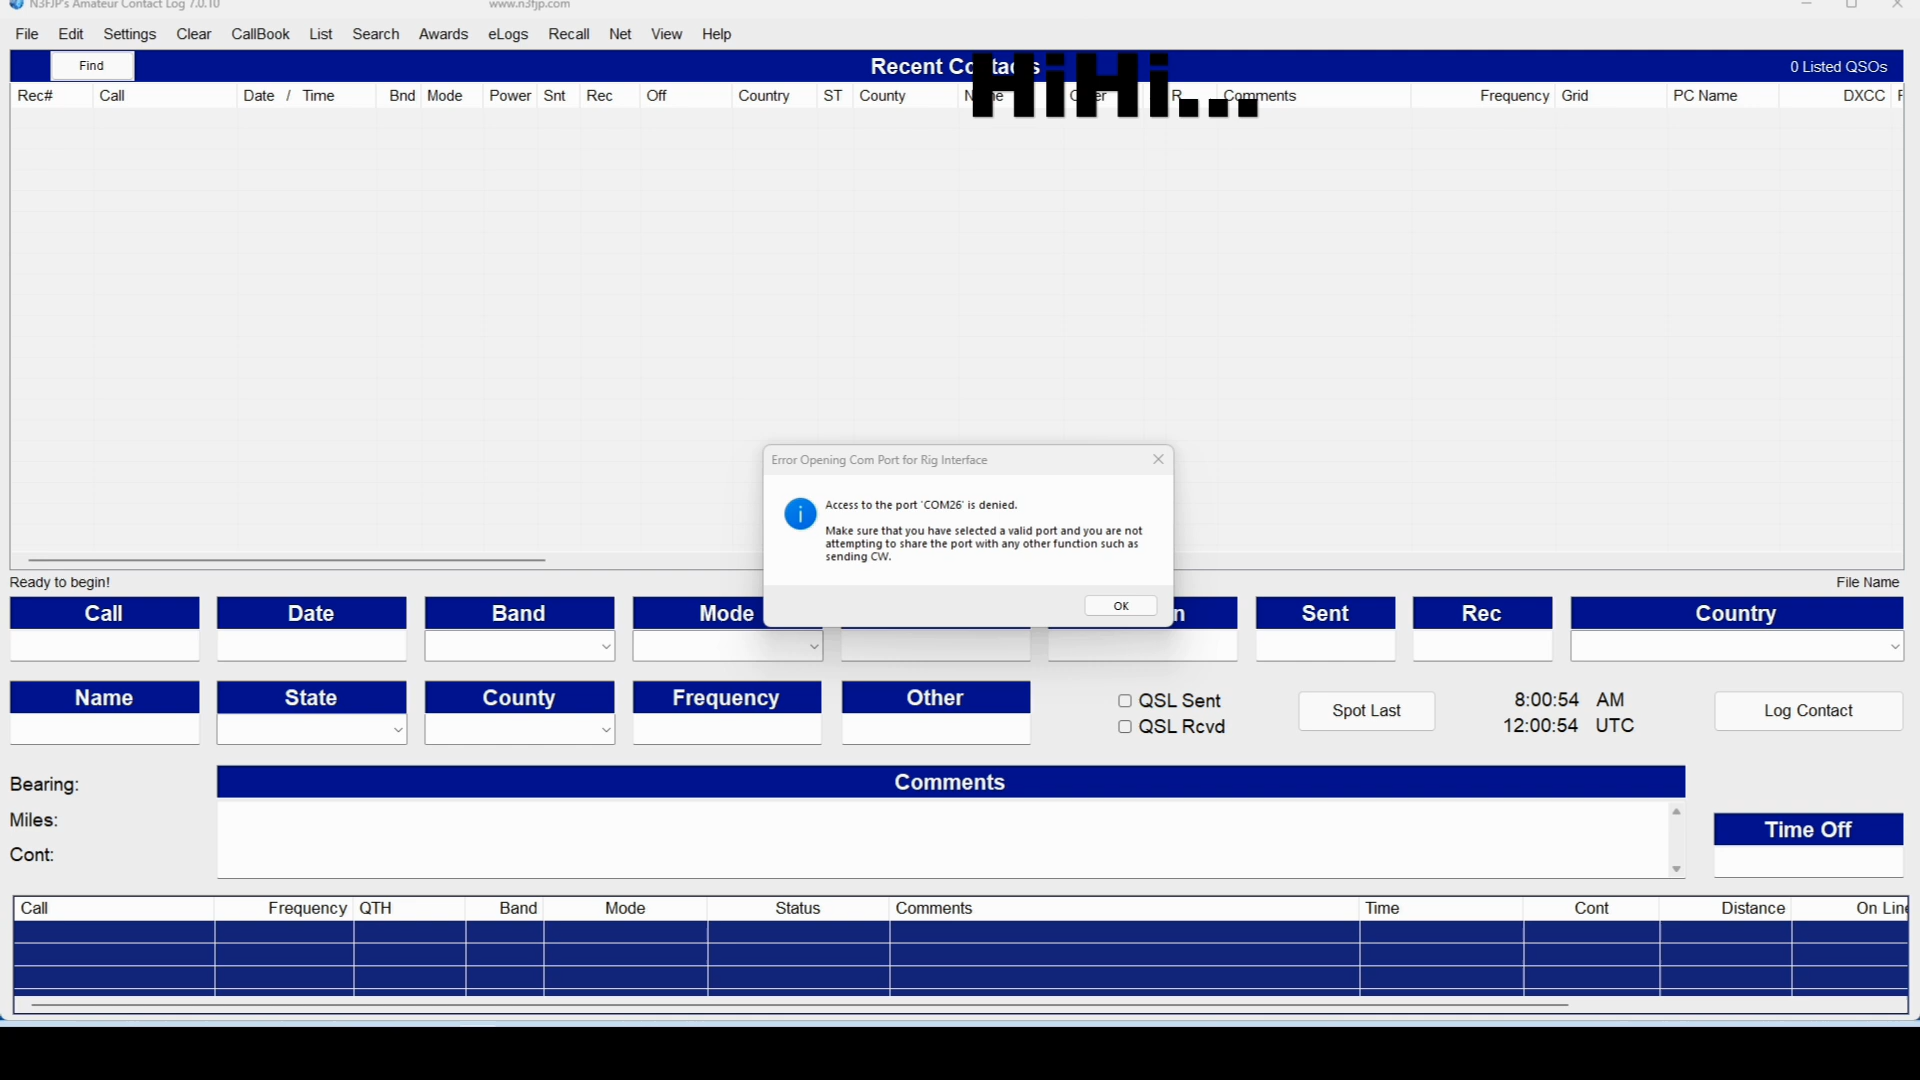 N3FJP's Amateur Contact Log 7.0.10 www.n3fjp.com
File Edit Settings Clear CallBook List Search Awards eLogs Recall Net View Help
Find Recent Contacts 0 Listed QSOs
HiHi...
Rec# Call Date / Time Bnd Mode Power Snt Rec Off Country ST County Comments Frequency Grid PC Name DXCC
Error Opening Com Port for Rig Interface
Access to the port 'COM26' is denied.
Make sure that you have selected a valid port and you are not
attempting to share the port with any other function such as
sending CW.
OK
Ready to begin! File Name
Call Date Band Mode Sent Rec Country
Name State County Frequency Other
QSL Sent
QSL Rcvd
Spot Last
8:00:54 AM
12:00:54 UTC
Log Contact
Bearing:
Miles:
Cont:
Comments
Time Off
Call Frequency QTH Band Mode Status Comments Time Cont Distance On Line